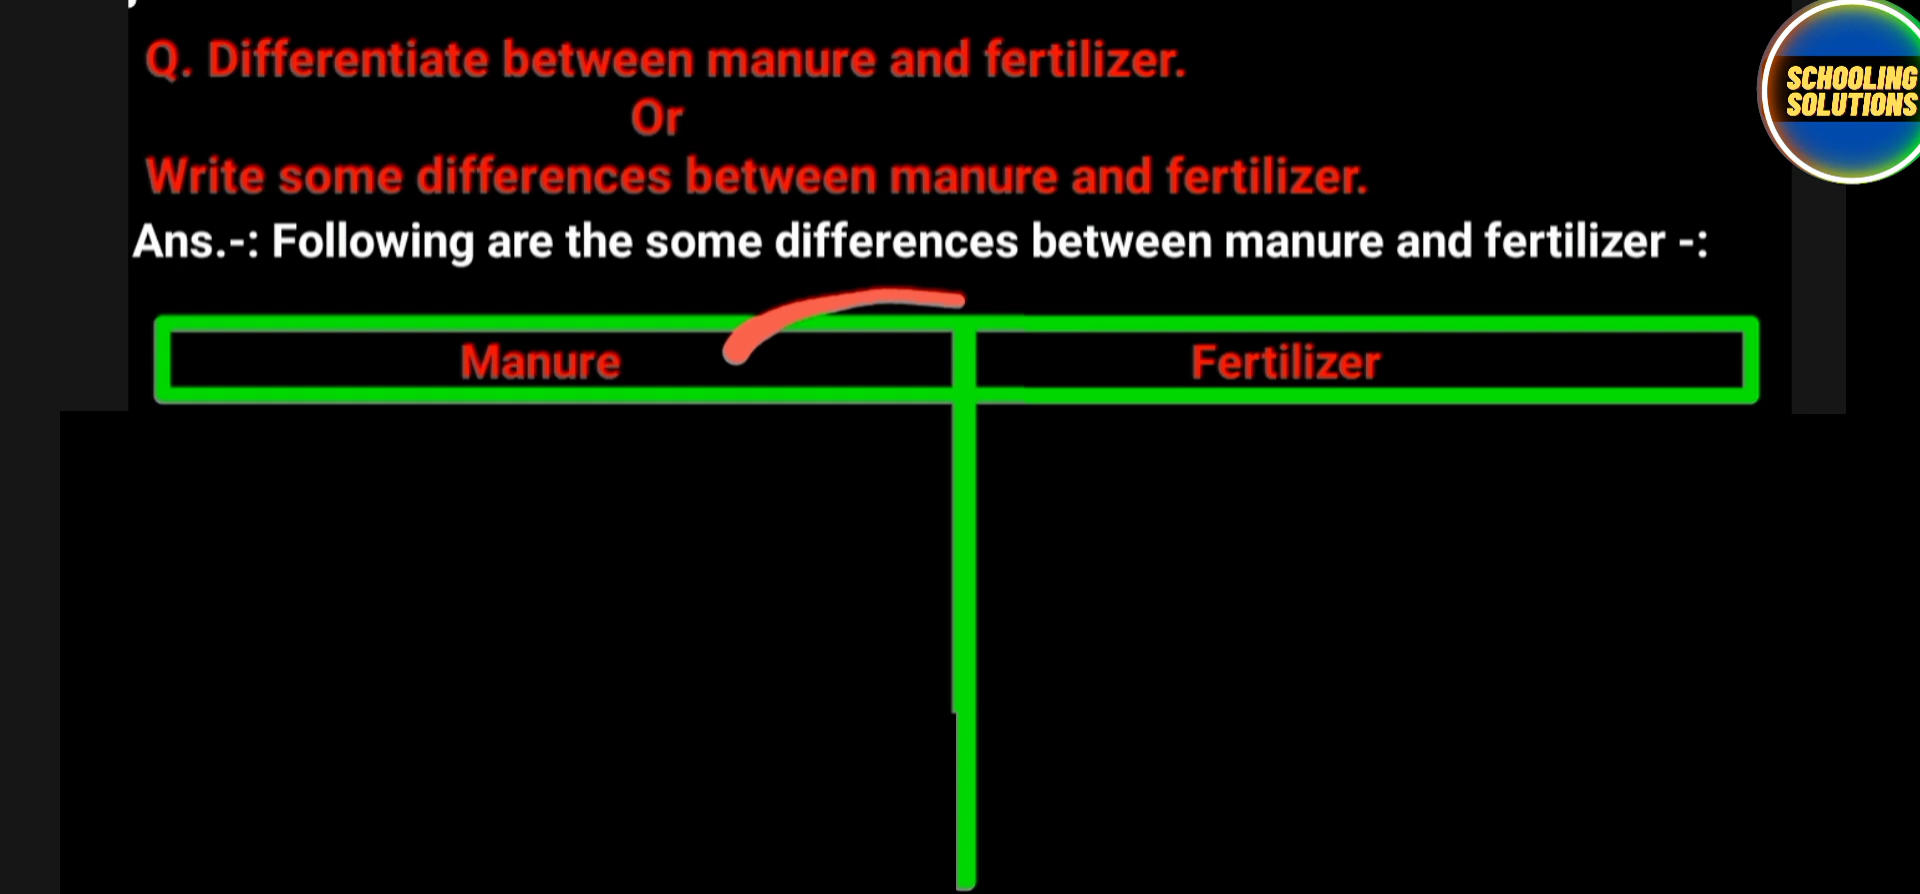 Q. Differentiate between manure and fertilizer.
Or
Write some differences between manure and fertilizer.
Ans.-: Following are the some differences between manure and fertilizer -:
Manure
Fertilizer
SCHOOLING
SOLUTIONS